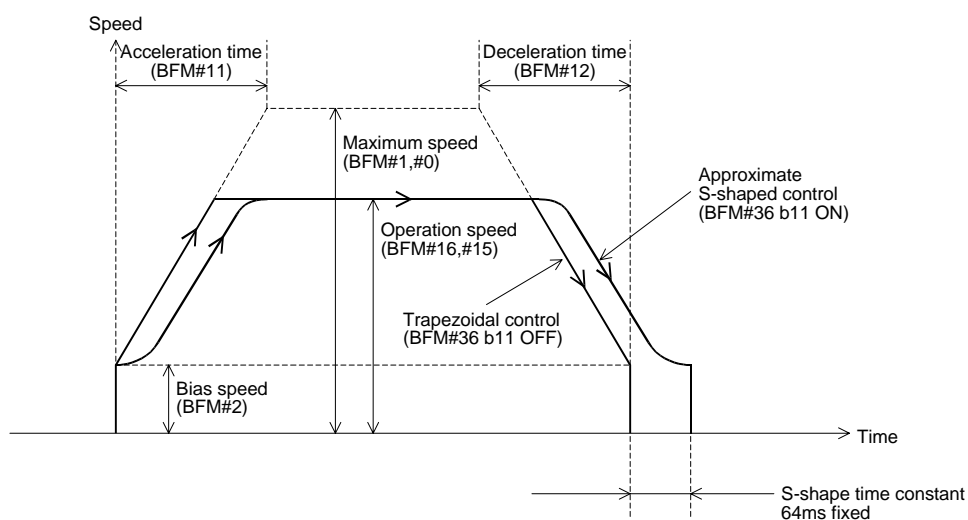 Speed
Acceleration time
(BFM#11)
Deceleration time
(BFM#12)
Maximum speed
(BFM#1,#0)
Approximate
S-shaped control
(BFM#36 b11 ON)
Operation speed
(BFM#16,#15)
Trapezoidal control
(BFM#36 b11 OFF)
Bias speed
(BFM#2)
Time
S-shape time constant
64ms fixed